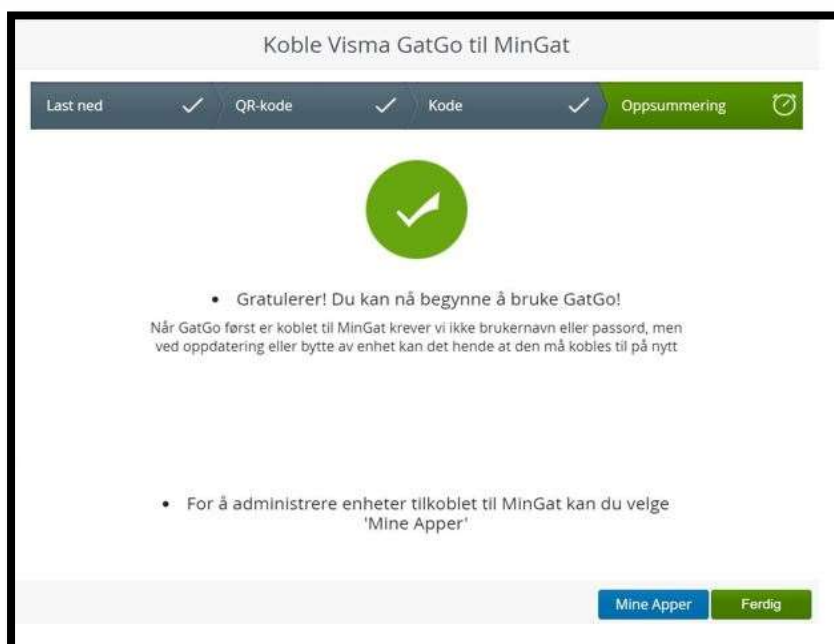 Koble Visma GatGo til MinGat
Last ned QR-kode Kode Oppsummering
• Gratulerer! Du kan nå begynne å bruke GatGo!
Når GatGo først er koblet til MinGat krever vi ikke brukernavn eller passord, men
ved oppdatering eller bytte av enhet kan det hende at den må kobles til på nytt
• For å administrere enheter tilkoblet til MinGat kan du velge
'Mine Apper'
Mine Apper Ferdig